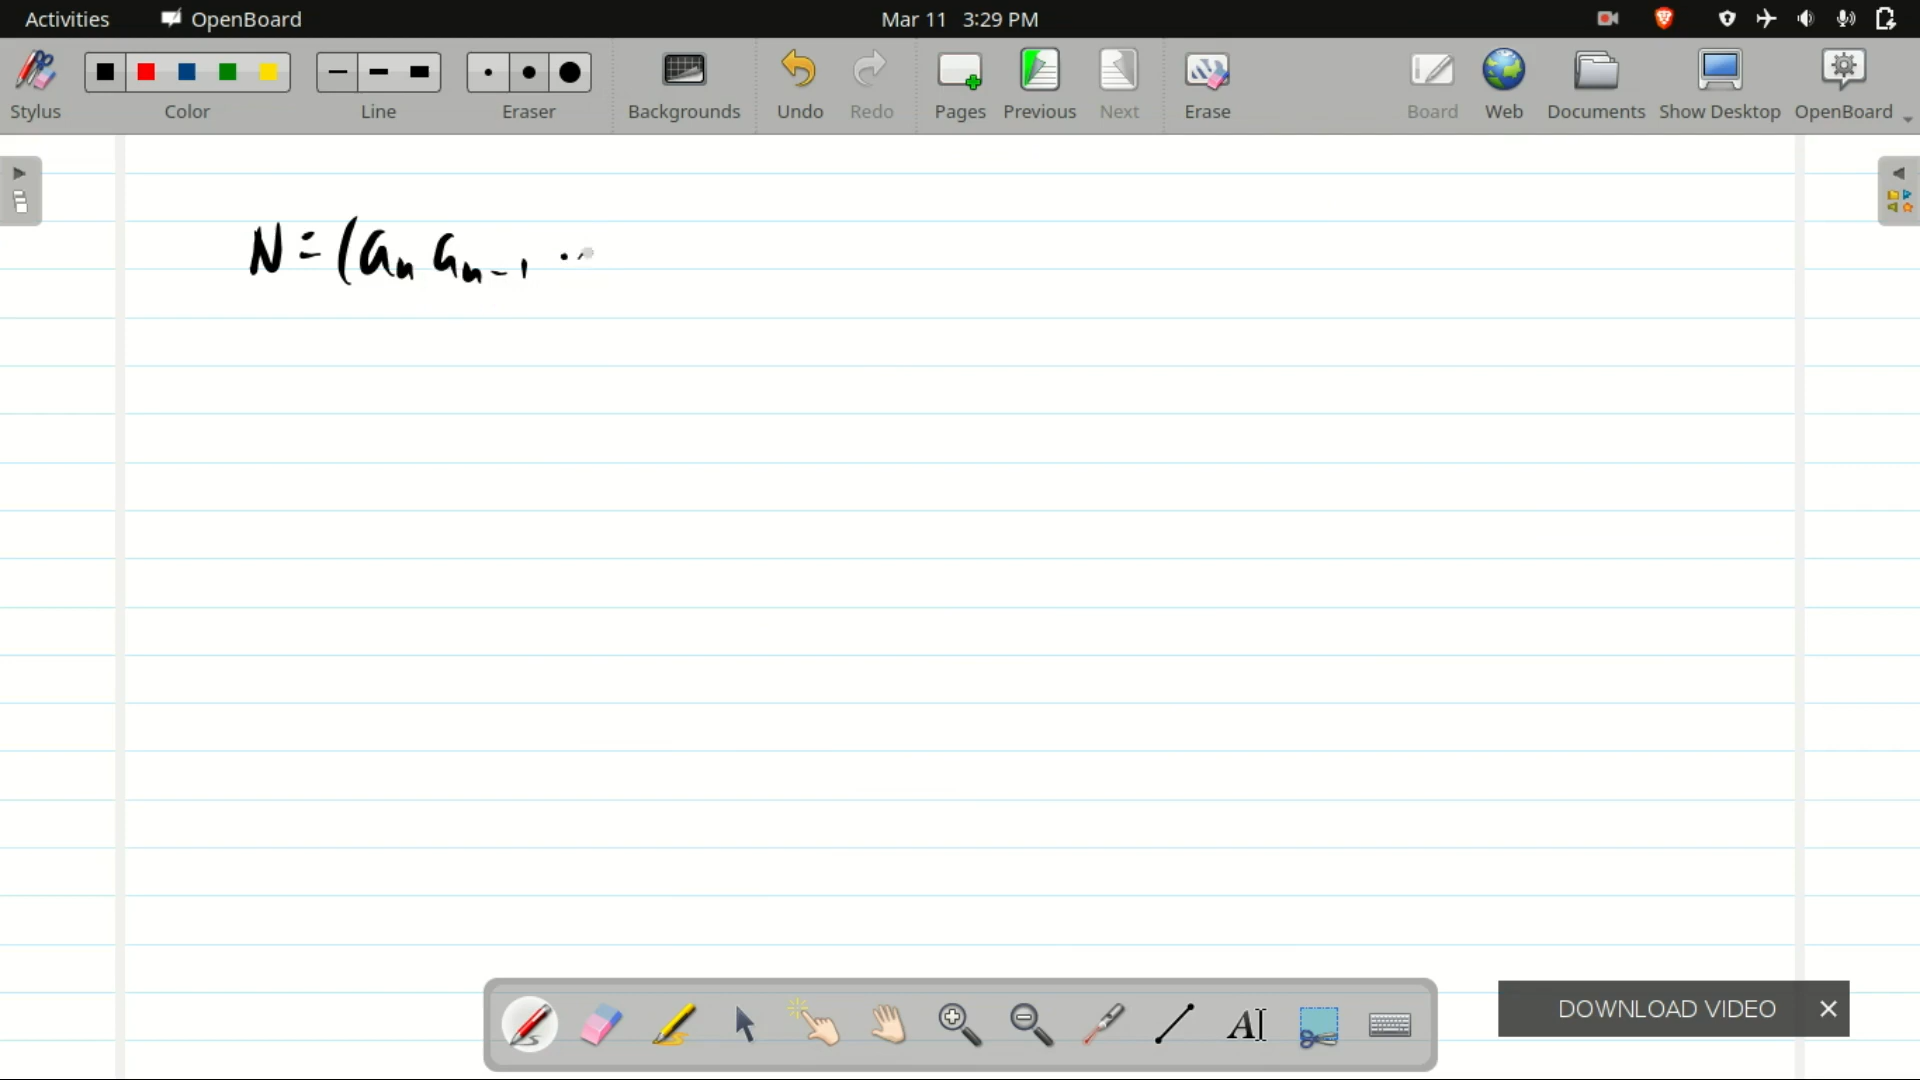 Activities OpenBoard Mar 11 3:29 PM
Stylus Color Line Eraser Backgrounds Undo Redo Pages Previous Next Erase Board Web Documents Show Desktop OpenBoard
N = (aₙ aₙ₋₁ ..
DOWNLOAD VIDEO ×